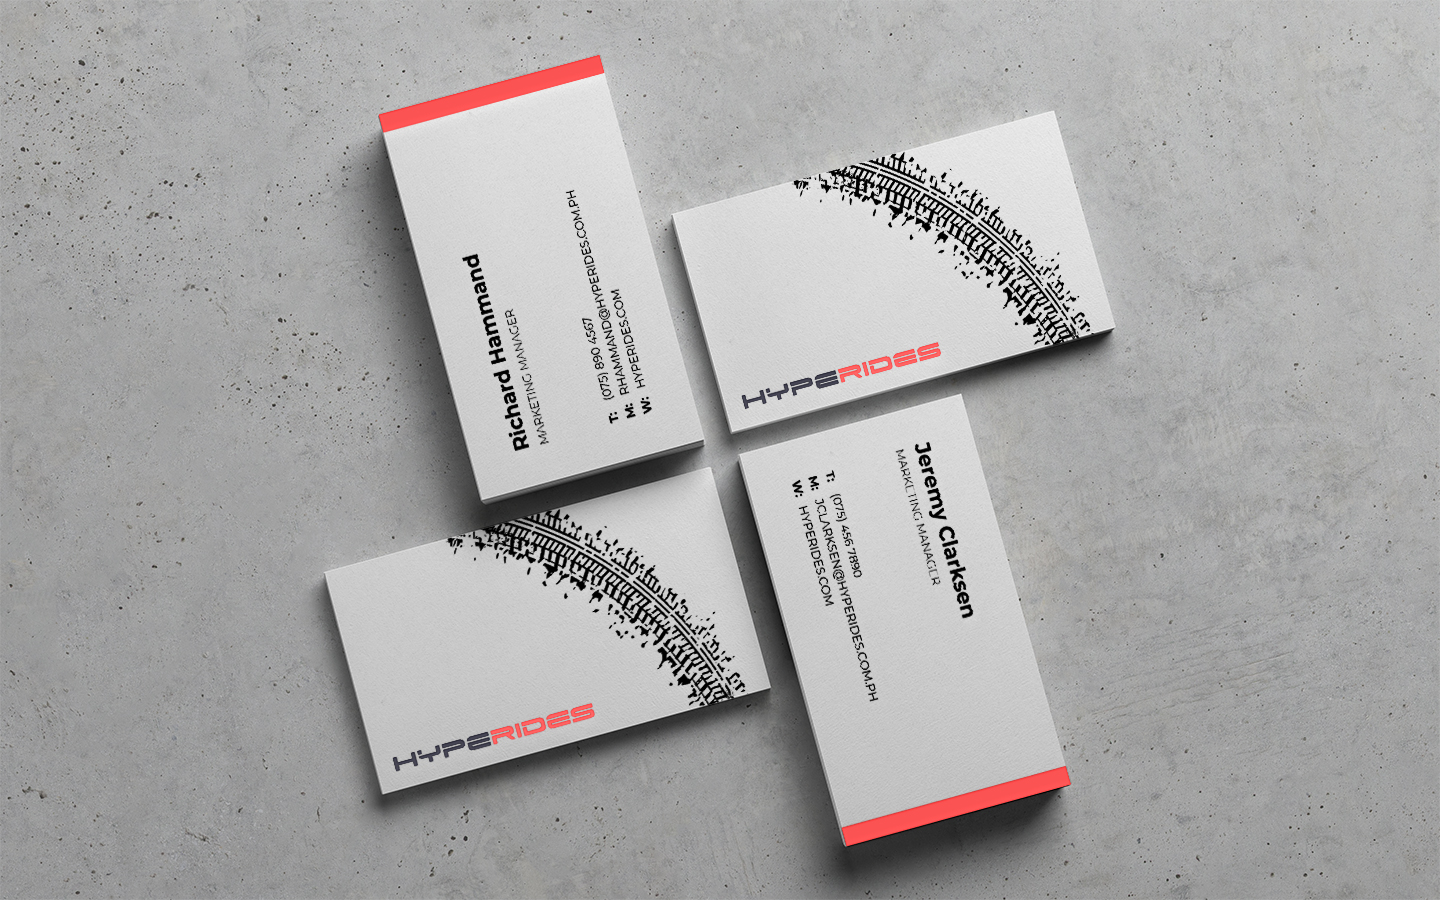 Richard Hammand
MARKETING MANAGER
T: (075) 890 4567
M: RHAMMAND@HYPERIDES.COM.PH
W: HYPERIDES.COM
HYPERIDES
HYPERIDES
Jeremy Clarksen
MARKETING MANAGER
T: (075) 456 7890
M: JCLARKSEN@HYPERIDES.COM.PH
W: HYPERIDES.COM